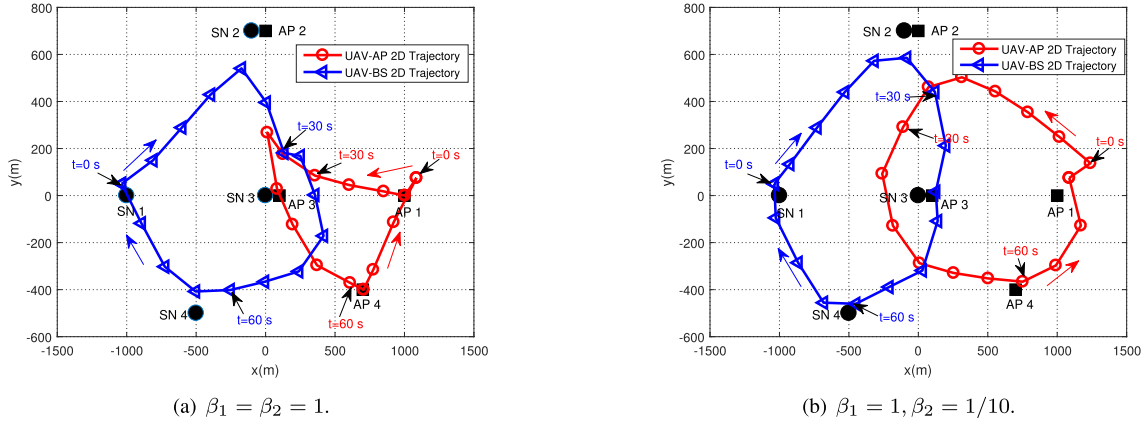 800
600
400
200
0
-200
-400
-600
-1500
-1000
-500
0
500
1000
1500
x(m)
y(m)
SN 2
AP 2
UAV-AP 2D Trajectory
UAV-BS 2D Trajectory
t=30 s
t=0 s
t=30 s
t=0 s
SN 1
SN 3
AP 3
AP 1
AP 4
SN 4
t=60 s
t=60 s
(a) β₁ = β₂ = 1.
800
600
400
200
0
-200
-400
-600
-1500
-1000
-500
0
500
1000
1500
x(m)
y(m)
SN 2
AP 2
UAV-AP 2D Trajectory
UAV-BS 2D Trajectory
t=30 s
t=30 s
t=0 s
t=0 s
SN 1
SN 3
AP 3
AP 1
t=60 s
AP 4
SN 4
t=60 s
(b) β₁ = 1, β₂ = 1/10.